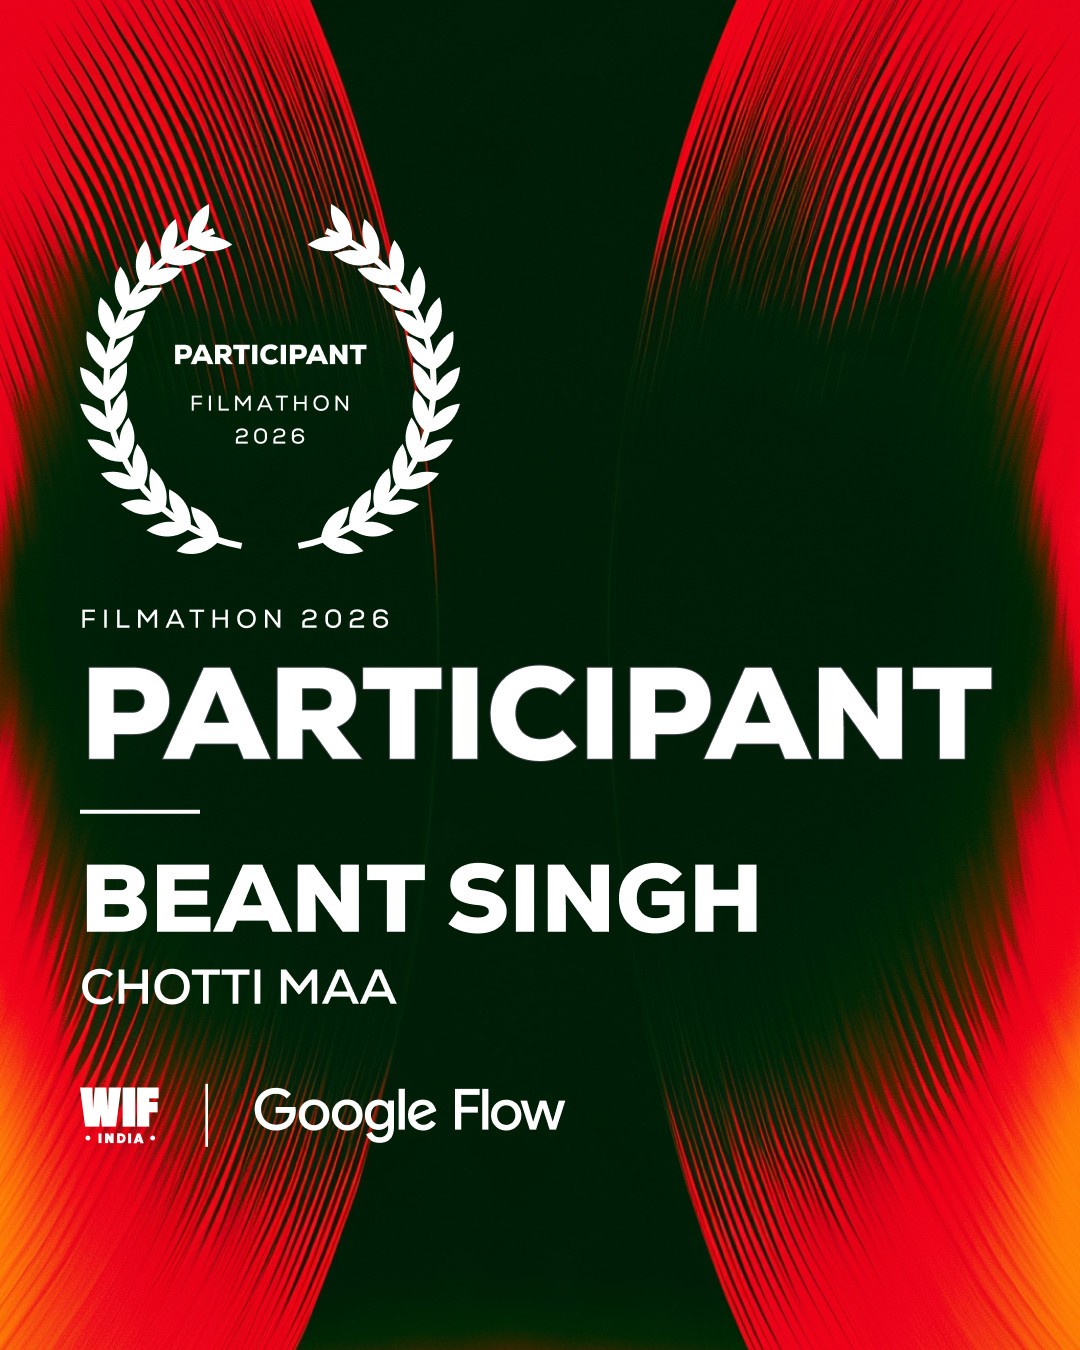 PARTICIPANT
FILMATHON
2026
FILMATHON 2026
PARTICIPANT
BEANT SINGH
CHOTTI MAA
WIF
• INDIA •
Google Flow